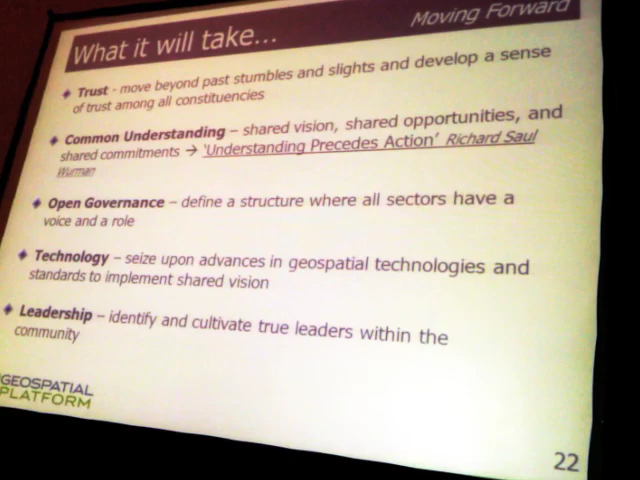 Moving Forward
What it will take...
Trust - move beyond past stumbles and slights and develop a sense
of trust among all constituencies
Common Understanding – shared vision, shared opportunities, and
shared commitments → 'Understanding Precedes Action' Richard Saul
Wurman
Open Governance – define a structure where all sectors have a
voice and a role
Technology – seize upon advances in geospatial technologies and
standards to implement shared vision
Leadership – identify and cultivate true leaders within the
community
GEOSPATIAL
PLATFORM
22